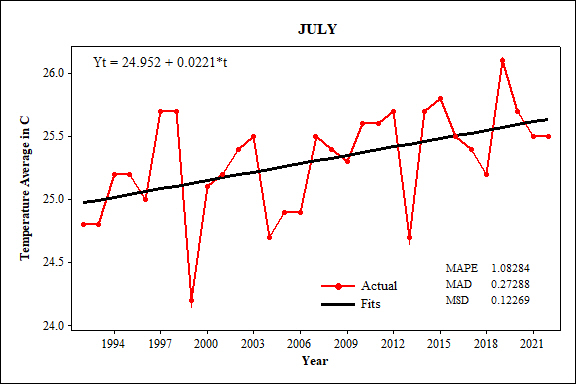 JULY
Yt = 24.952 + 0.0221*t
Temperature Average in C
26.0
25.5
25.0
24.5
24.0
Actual
Fits
MAPE 1.08284
MAD 0.27288
MSD 0.12269
1994 1997 2000 2003 2006 2009 2012 2015 2018 2021
Year